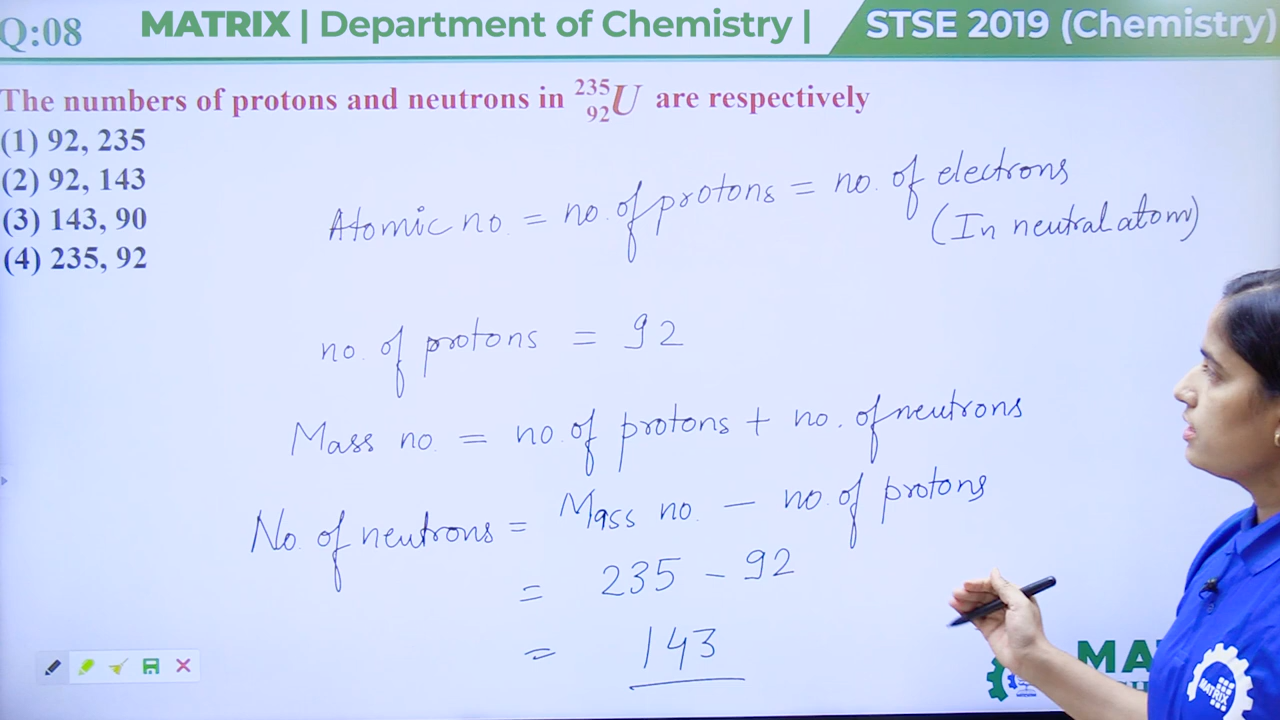 Q:08 MATRIX | Department of Chemistry | STSE 2019 (Chemistry)
The numbers of protons and neutrons in ²³⁵₉₂U are respectively
(1) 92, 235
(2) 92, 143
(3) 143, 90
(4) 235, 92
Atomic no. = no. of protons = no. of electrons
(In neutral atom)
no. of protons = 92
Mass no. = no. of protons + no. of neutrons
No. of neutrons = Mass no. – no. of protons
= 235 – 92
= 143
MA
MATRIX